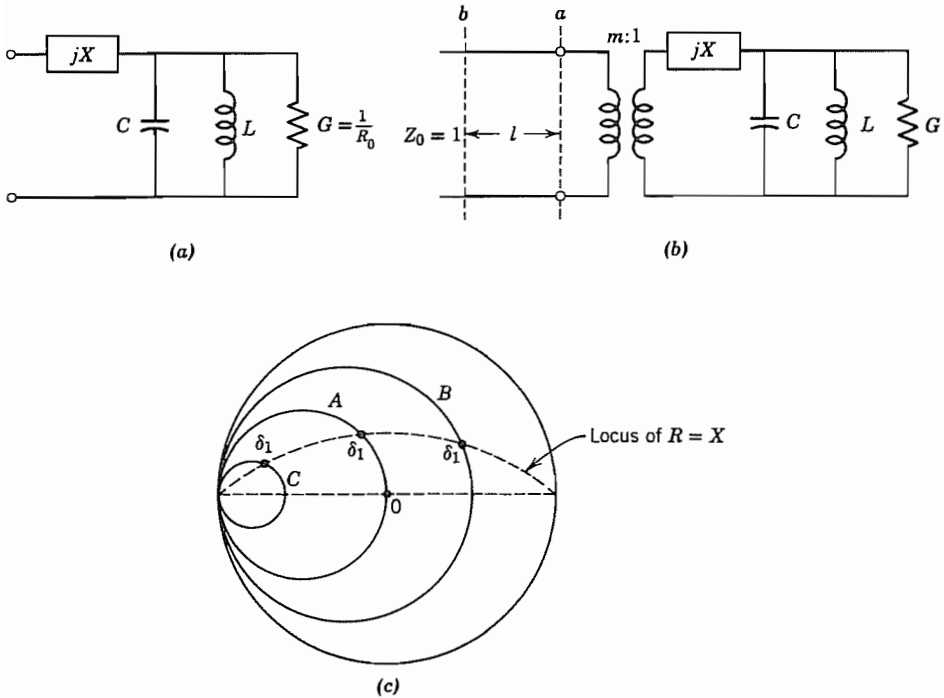 jX
C
L
G = 1/R₀
(a)
b
a
m:1
jX
Z₀ = 1
l
C
L
G
(b)
A
B
δ₁
δ₁
δ₁
C
0
Locus of R = X
(c)